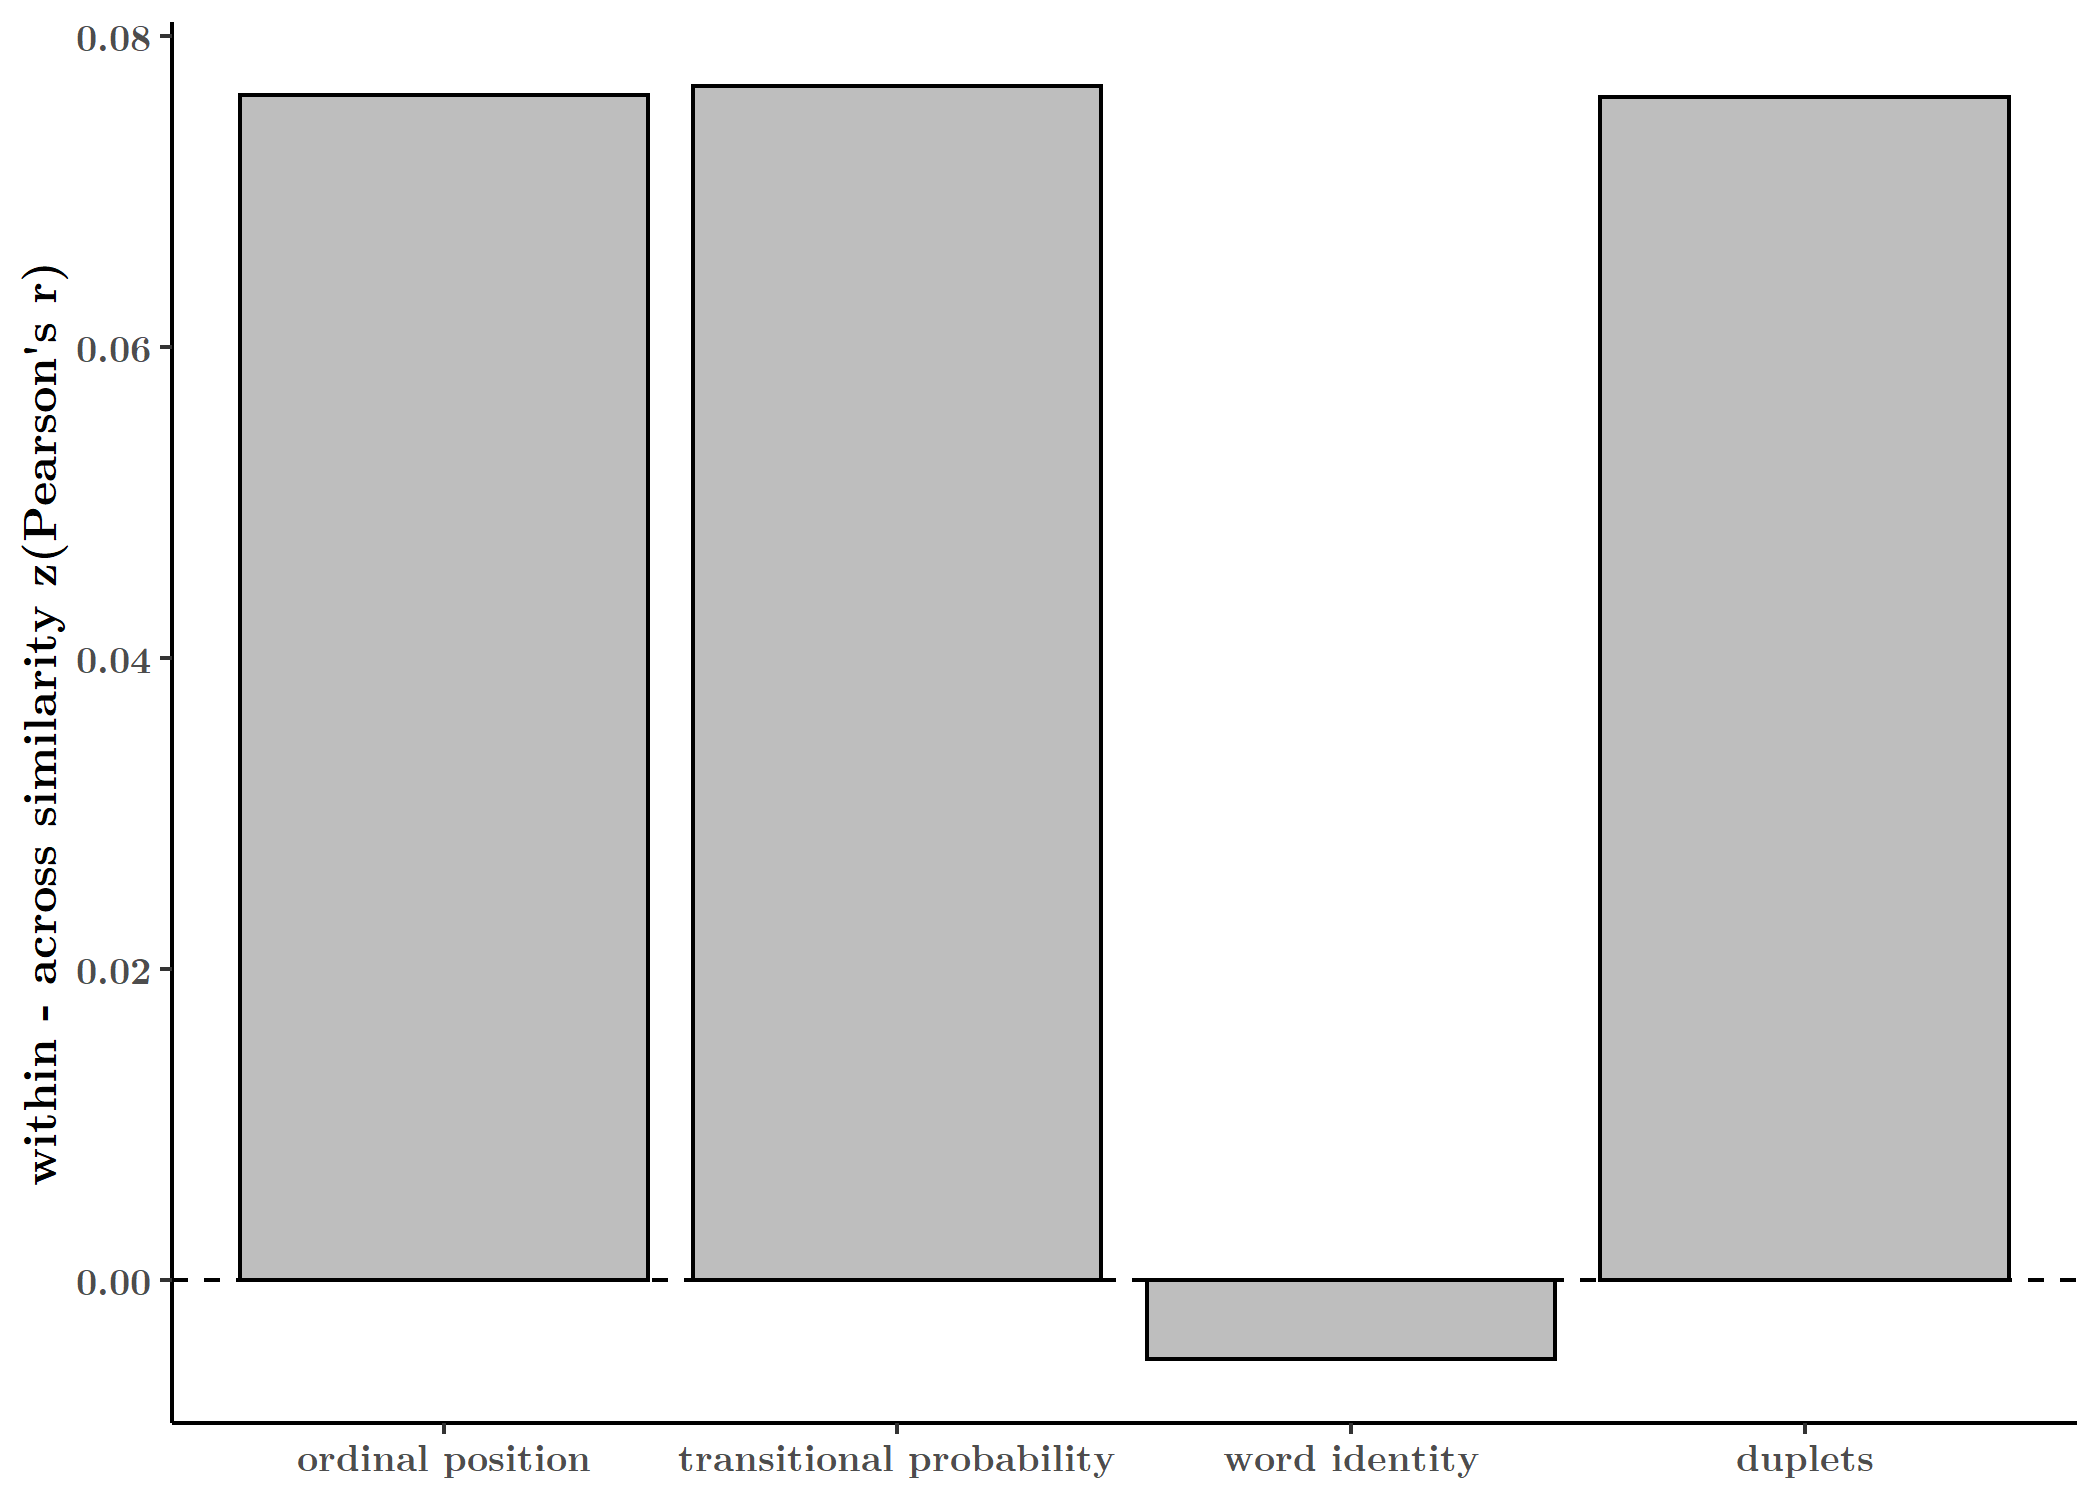 within - across similarity z(Pearson's r)
0.08
0.06
0.04
0.02
0.00
ordinal position
transitional probability
word identity
duplets